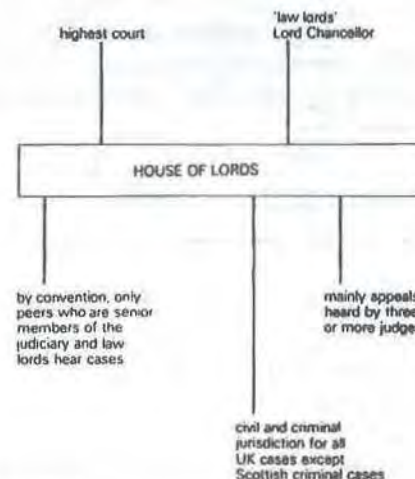 highest court
'law lords'
Lord Chancellor
HOUSE OF LORDS
by convention, only
peers who are senior
members of the
judiciary and law
lords hear cases
mainly appeals
heard by three
or more judge
civil and criminal
jurisdiction for all
UK cases except
Scottish criminal cases